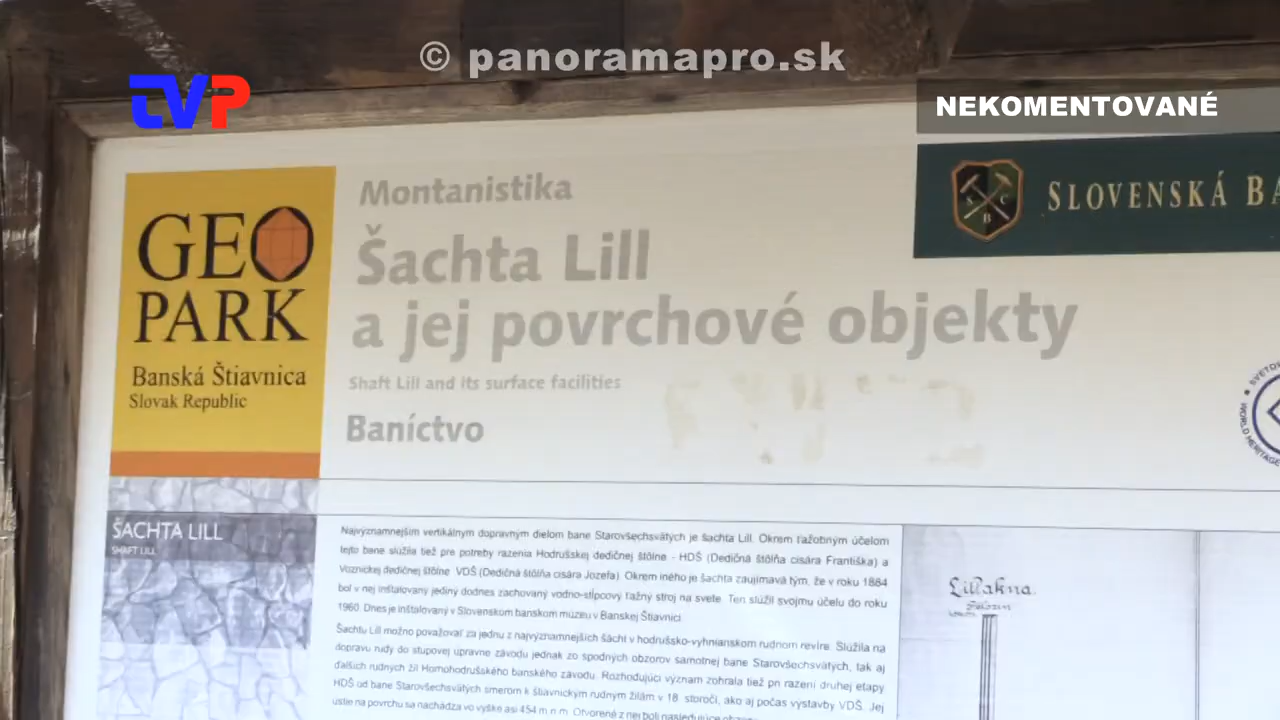 © panoramapro.sk
TVP
NEKOMENTOVANÉ
SLOVENSKÁ BA
S C
B
GEO
PARK
Banská Štiavnica
Slovak Republic
Montanistika
Šachta Lill
a jej povrchové objekty
Shaft Lill and its surface facilities
Baníctvo
WORLD HERITAGE
ŠACHTA LILL
SHAFT LILL
Najvýznamnejším vertikálnym dopravným dielom bane Starovšechsvätých je šachta Lill. Okrem ťažobným účelom
tejto bane slúžila tiež pre potreby razenia Hodrušskej dedičnej štôlne - HDŠ (Dedičná štôlňa cisára Františka) a
Voznickej dedičnej štôlne VDŠ (Dedičná štôlňa cisára Jozefa). Okrem iného je šachta zaujímavá tým, že v roku 1884
bol v nej inštalovaný jediný dodnes zachovaný vodno-stĺpcový ťažný stroj na svete. Ten slúžil svojmu účelu do roku
1960. Dnes je inštalovaný v Slovenskom banskom múzeu v Banskej Štiavnici.
Šachtu Lill možno považovať za jednu z najvýznamnejších šácht v hodrušsko-vyhnianskom rudnom revíre. Slúžila na
dopravu rudy do stupovej úpravne závodu jednak zo spodných obzorov samotnej bane Starovšechsvätých, tak aj
ďalších rudných žíl Hornohodrušského banského závodu. Rozhodujúci význam zohrala tiež pri razení druhej etapy
HDŠ od bane Starovšechsvätých smerom k štiavnickým rudným žilám v 18. storočí, ako aj počas výstavby VDŠ. Jej
ústie na povrchu sa nachádza vo výške asi 454 m n.m. Otvorené z nej boli nasledujúce
Lillakna